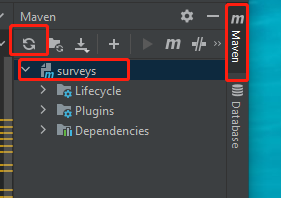 Maven
m
»
surveys
Lifecycle
Plugins
Dependencies
m
Maven
Database